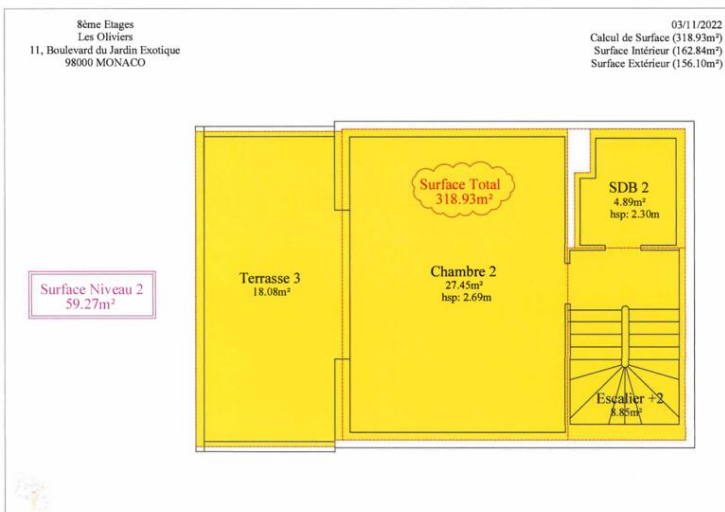 8ème Etages
Les Oliviers
11, Boulevard du Jardin Exotique
98000 MONACO
03/11/2022
Calcul de Surface (318.93m²)
Surface Intérieur (162.84m²)
Surface Extérieur (156.10m²)
Surface Total
318.93m²
SDB 2
4.89m²
hsp: 2.30m
Surface Niveau 2
59.27m²
Terrasse 3
18.08m²
Chambre 2
27.45m²
hsp: 2.69m
Escalier +2
8.85m²